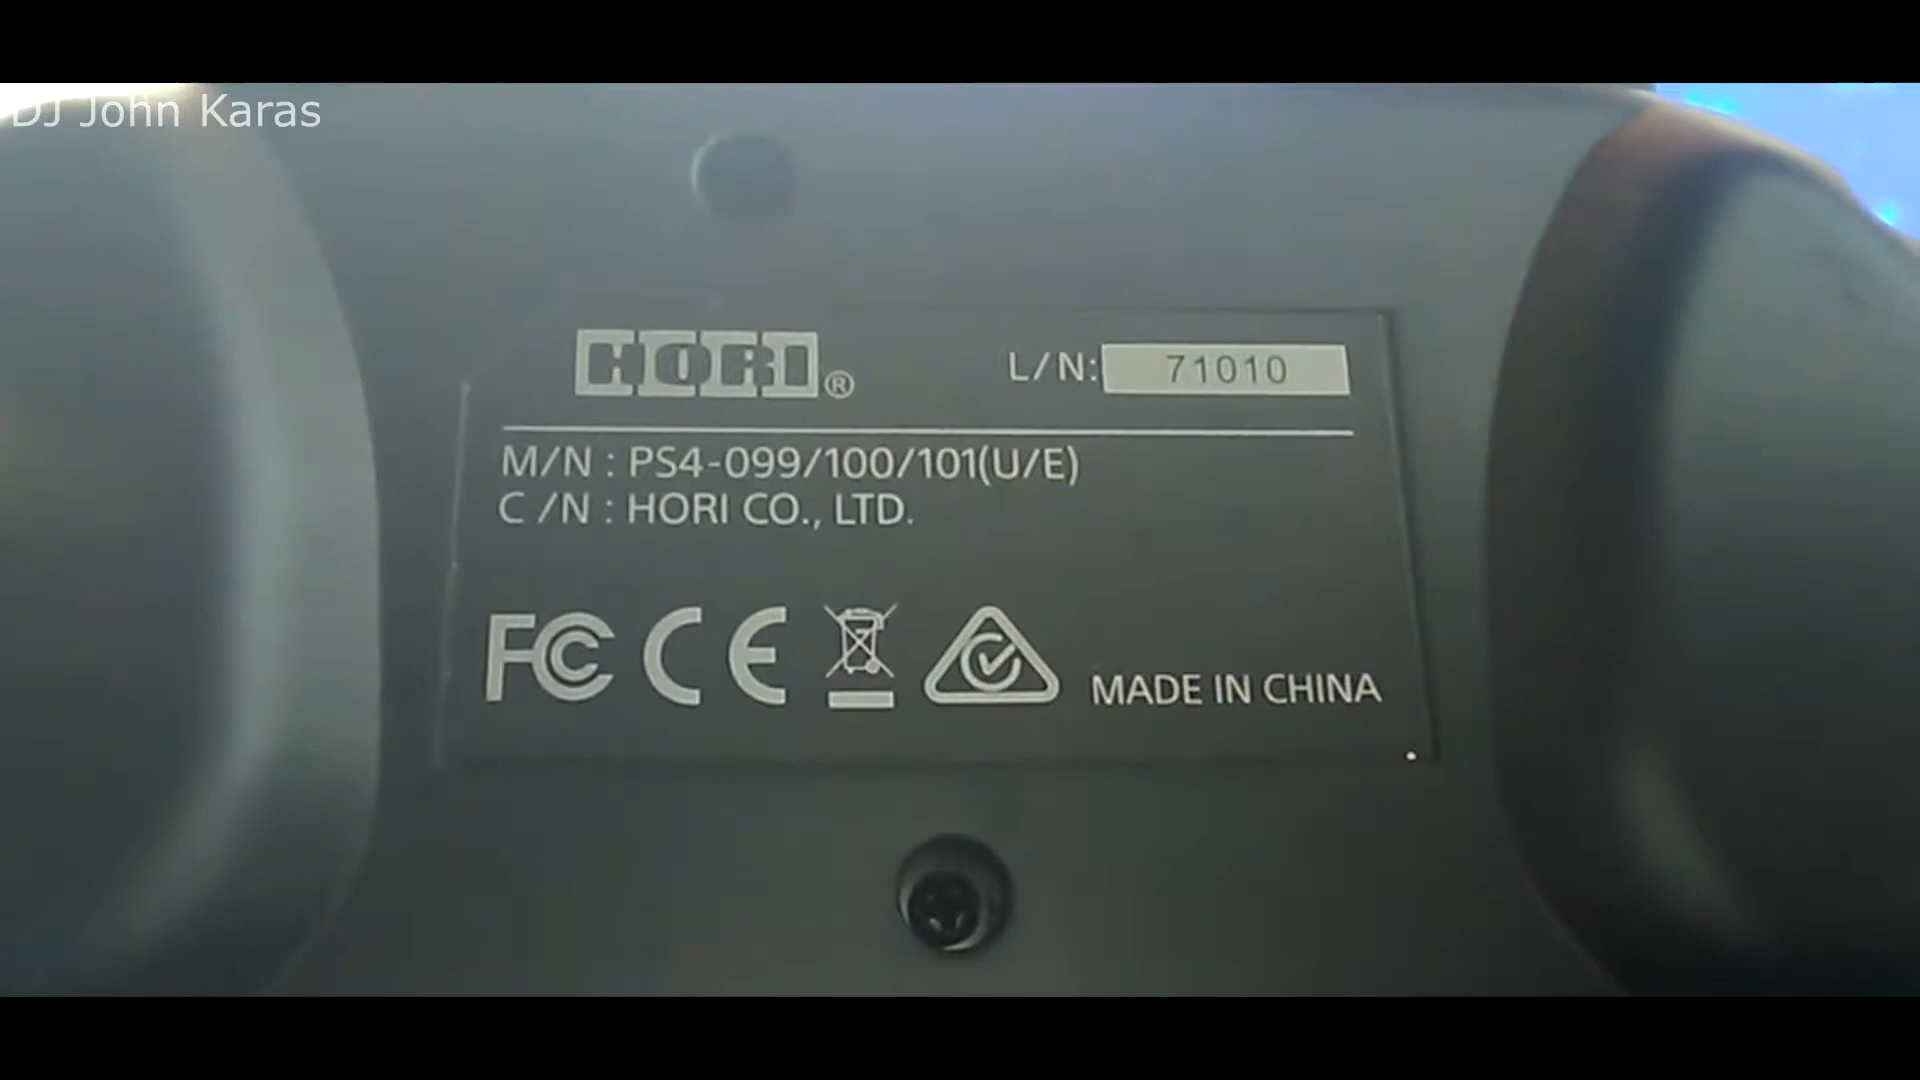 DJ John Karas
HORI®
L/N: 71010
M/N : PS4-099/100/101(U/E)
C /N : HORI CO., LTD.
FC CE
MADE IN CHINA